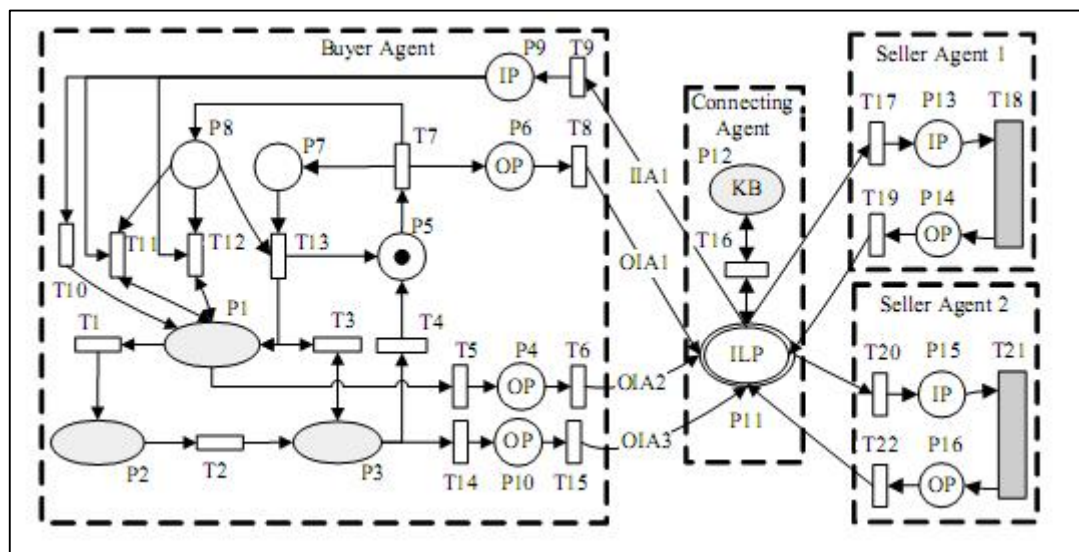 Buyer Agent
P9
T9
IP
P8
P7
T7
P6
T8
OP
IIA1
OIA1
T11
T12
T13
P5
T10
P1
T1
T3
T4
T5
P4
T6
OP
OIA2
P2
T2
P3
T14
OP
P10
T15
OIA3
Connecting
Agent
P12
KB
T16
ILP
P11
Seller Agent 1
T17
P13
T18
IP
T19
P14
OP
Seller Agent 2
T20
P15
T21
IP
T22
P16
OP